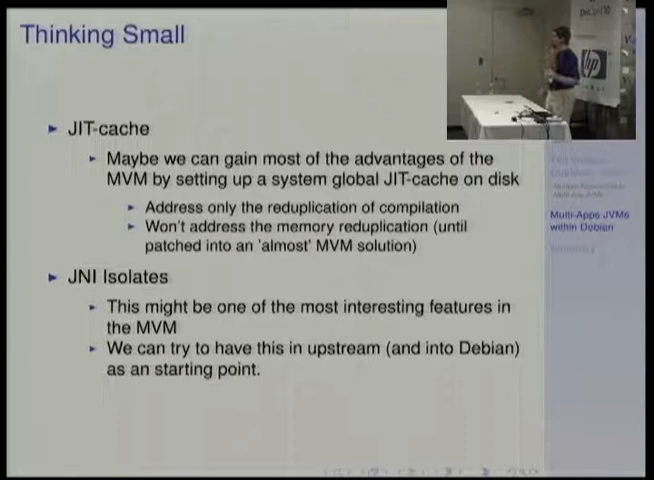 Thinking Small
JIT-cache
Maybe we can gain most of the advantages of the
MVM by setting up a system global JIT-cache on disk
Address only the reduplication of compilation
Won't address the memory reduplication (until
patched into an 'almost' MVM solution)
JNI Isolates
This might be one of the most interesting features in
the MVM
We can try to have this in upstream (and into Debian)
as an starting point.
Multi-Apps JVMs
within Debian
Summary
hp